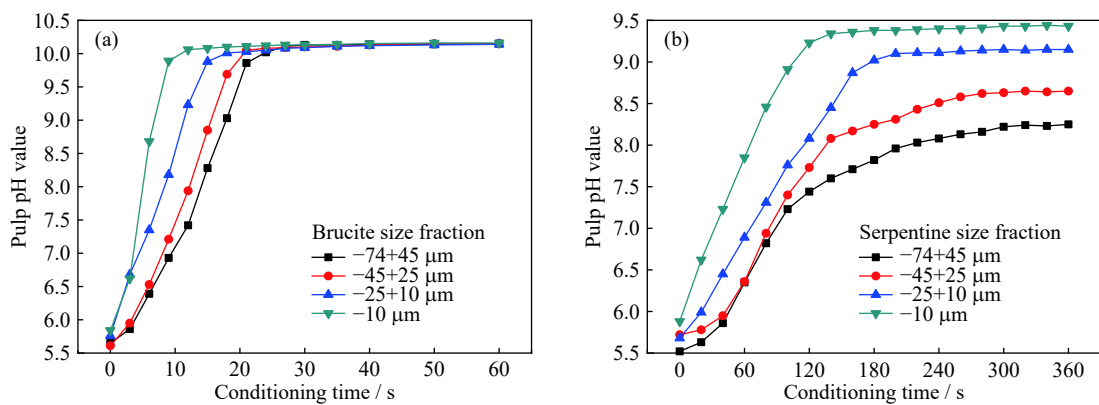 (a)
Pulp pH value
10.5
10.0
9.5
9.0
8.5
8.0
7.5
7.0
6.5
6.0
5.5
Brucite size fraction
−74+45 μm
−45+25 μm
−25+10 μm
−10 μm
0 10 20 30 40 50 60
Conditioning time / s
(b)
Pulp pH value
9.5
9.0
8.5
8.0
7.5
7.0
6.5
6.0
5.5
Serpentine size fraction
−74+45 μm
−45+25 μm
−25+10 μm
−10 μm
0 60 120 180 240 300 360
Conditioning time / s